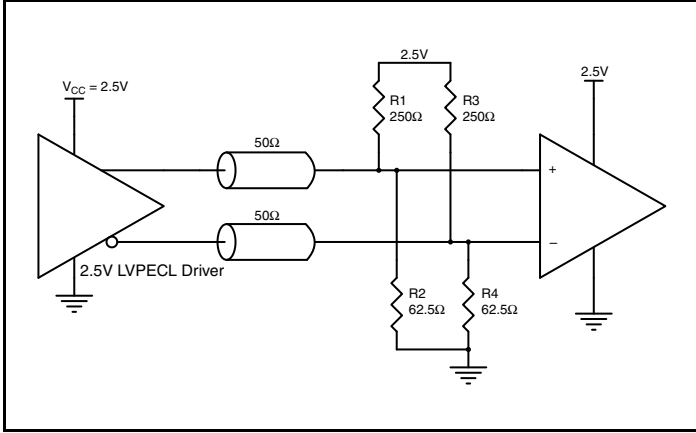 2.5V
V_CC = 2.5V
2.5V
R1
250Ω
R3
250Ω
50Ω
+
50Ω
–
2.5V LVPECL Driver
R2
62.5Ω
R4
62.5Ω